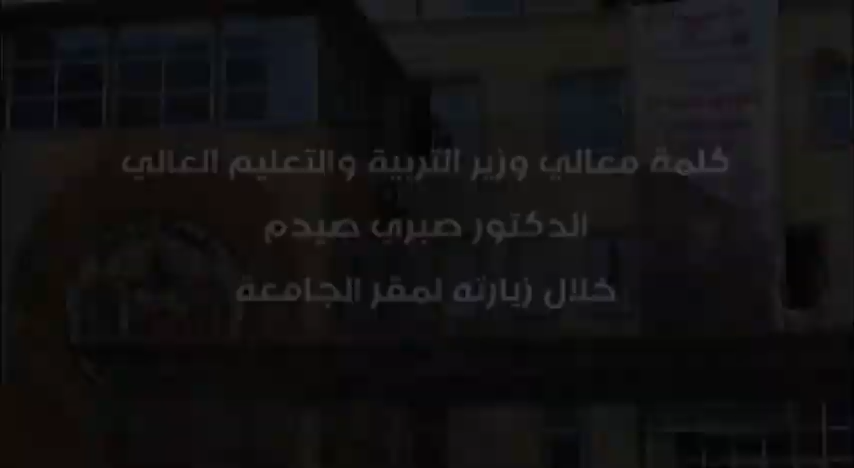 كلمة معالي وزير التربية والتعليم العالي
الدكتور صبري صيدم
خلال زيارته لمقر الجامعة